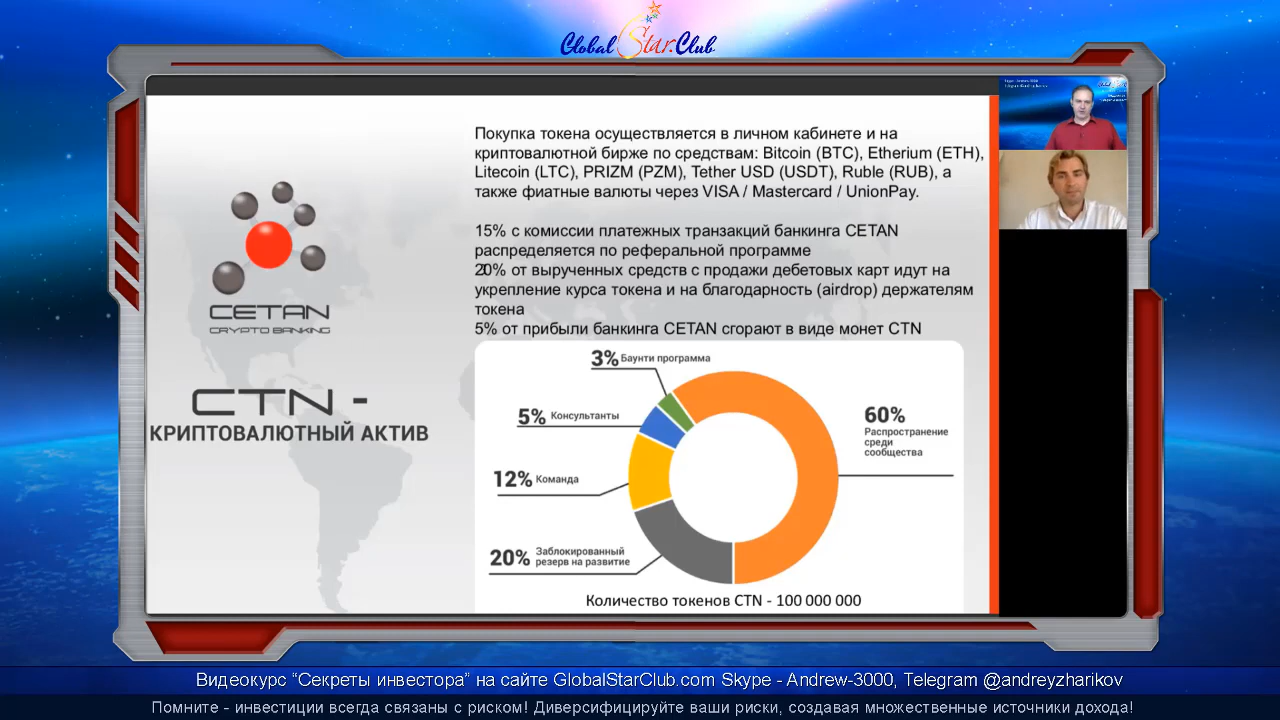 Global Star.Club
Покупка токена осуществляется в личном кабинете и на
криптовалютной бирже по средствам: Bitcoin (BTC), Etherium (ETH),
Litecoin (LTC), PRIZM (PZM), Tether USD (USDT), Ruble (RUB), а
также фиатные валюты через VISA / Mastercard / UnionPay.
15% с комиссии платежных транзакций банкинга CETAN
распределяется по реферальной программе
20% от вырученных средств с продажи дебетовых карт идут на
укрепление курса токена и на благодарность (airdrop) держателям
токена
5% от прибыли банкинга CETAN сгорают в виде монет CTN
CETAN
CRYPTO BANKING
CTN -
КРИПТОВАЛЮТНЫЙ АКТИВ
3% Баунти программа
5% Консультанты
12% Команда
20% Заблокированный
резерв на развитие
60%
Распространение
среди
сообщества
Количество токенов CTN - 100 000 000
Видеокурс “Секреты инвестора” на сайте GlobalStarClub.com Skype - Andrew-3000, Telegram @andreyzharikov
Помните - инвестиции всегда связаны с риском! Диверсифицируйте ваши риски, создавая множественные источники дохода!